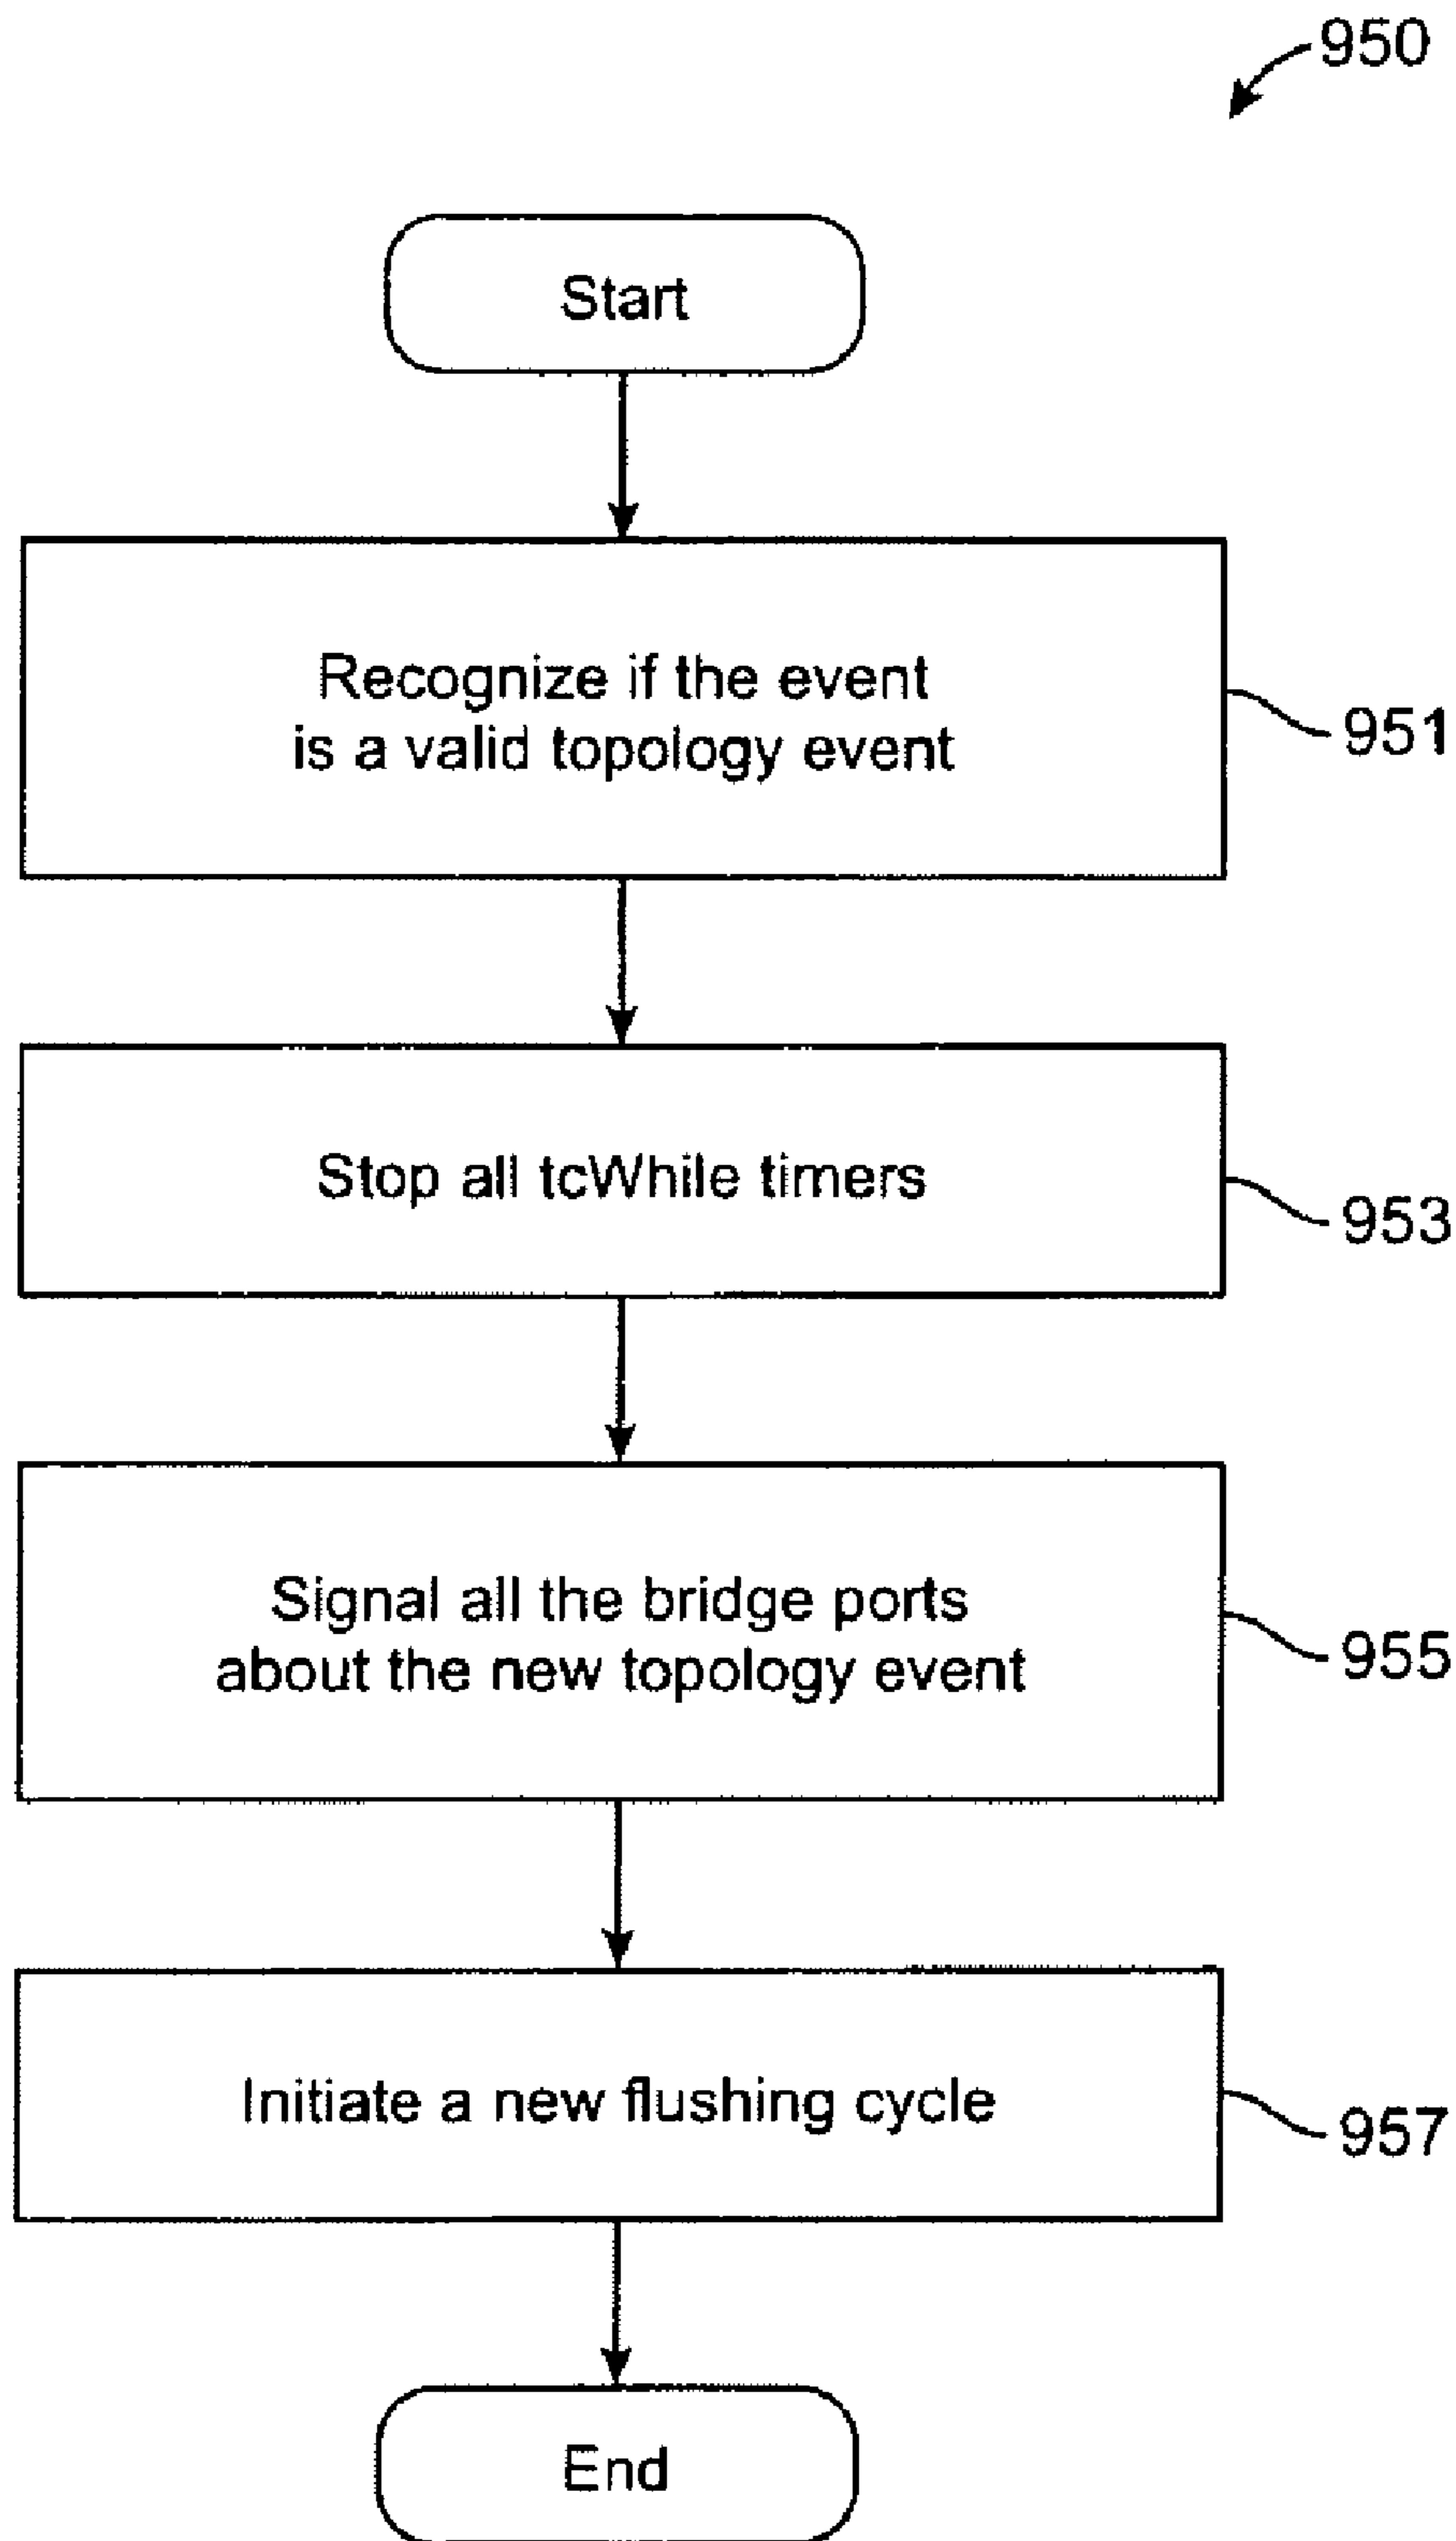 950
Start
Recognize if the event
is a valid topology event
951
Stop all tcWhile timers
953
Signal all the bridge ports
about the new topology event
955
Initiate a new flushing cycle
957
End